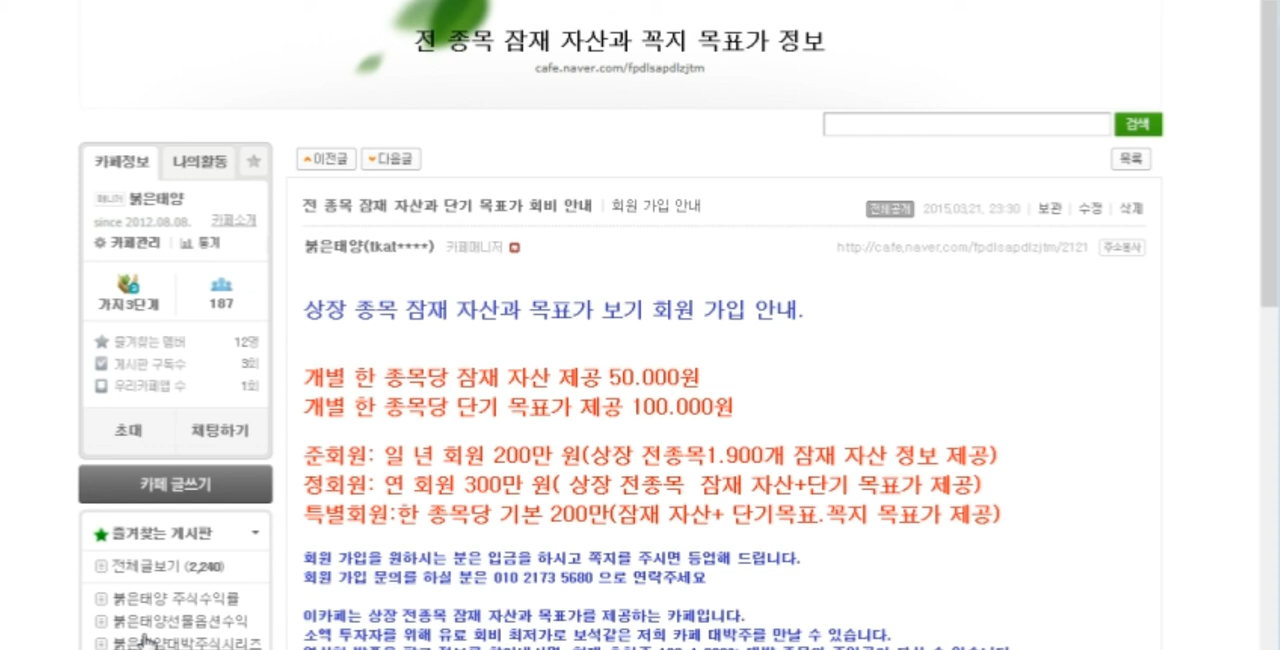 전 종목 잠재 자산과 꼭지 목표가 정보
cafe.naver.com/fpdlsapdlzjtm
검색
카페정보 나의활동
이전글 다음글
목록
매니저 붉은태양
since 2012.08.08. 카페소개
카페관리 통계
가지3단계 187
즐겨찾는 멤버 12명
게시판 구독수 3회
우리카페앱 수 1회
초대 채팅하기
카페 글쓰기
즐겨찾는 게시판
전체글보기 (2,240)
붉은태양 주식수익률
붉은태양선물옵션수익
대박주식시리즈
전 종목 잠재 자산과 단기 목표가 회비 안내 | 회원 가입 안내
전체공개 2015.03.21. 23:30 | 보관 | 수정 | 삭제
붉은태양(tkat****) 카페매니저
http://cafe.naver.com/fpdlsapdlzjtm/2121 주소복사
상장 종목 잠재 자산과 목표가 보기 회원 가입 안내.
개별 한 종목당 잠재 자산 제공 50.000원
개별 한 종목당 단기 목표가 제공 100.000원
준회원: 일 년 회원 200만 원(상장 전종목1.900개 잠재 자산 정보 제공)
정회원: 연 회원 300만 원( 상장 전종목 잠재 자산+단기 목표가 제공)
특별회원:한 종목당 기본 200만(잠재 자산+ 단기목표.꼭지 목표가 제공)
회원 가입을 원하시는 분은 입금을 하시고 쪽지를 주시면 등업해 드립니다.
회원 가입 문의를 하실 분은 010 2173 5680 으로 연락주세요
이카페는 상장 전종목 잠재 자산과 목표가를 제공하는 카페입니다.
소액 투자자를 위해 유료 회비 최저가로 보석같은 저희 카페 대박주를 만날 수 있습니다.